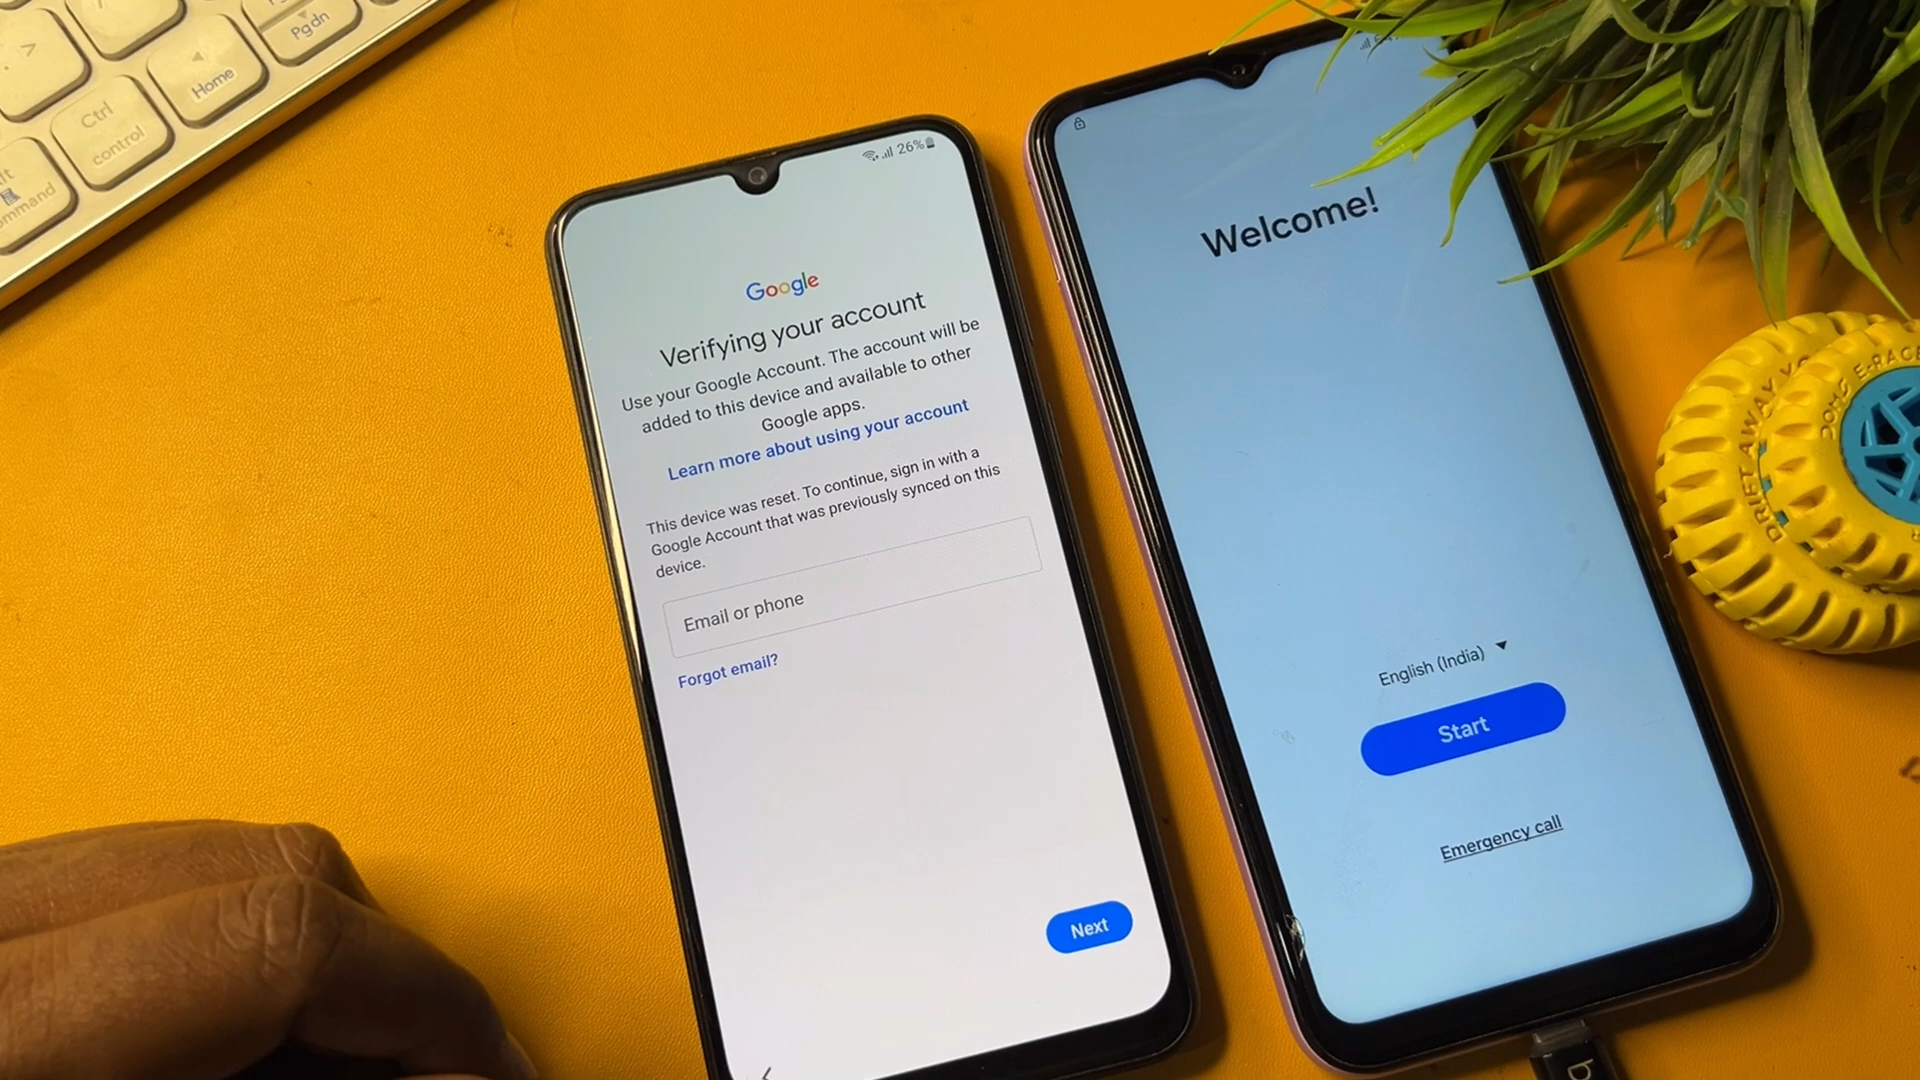 >
Pgdn
Home
Ctrl
control
26%
Google
Verifying your account
Use your Google Account. The account will be
added to this device and available to other
Google apps.
Learn more about using your account
This device was reset. To continue, sign in with a
Google Account that was previously synced on this
device.
Email or phone
Forgot email?
Next
Welcome!
English (India)
Start
Emergency call
DRIFT AWAY
E-RACE
b